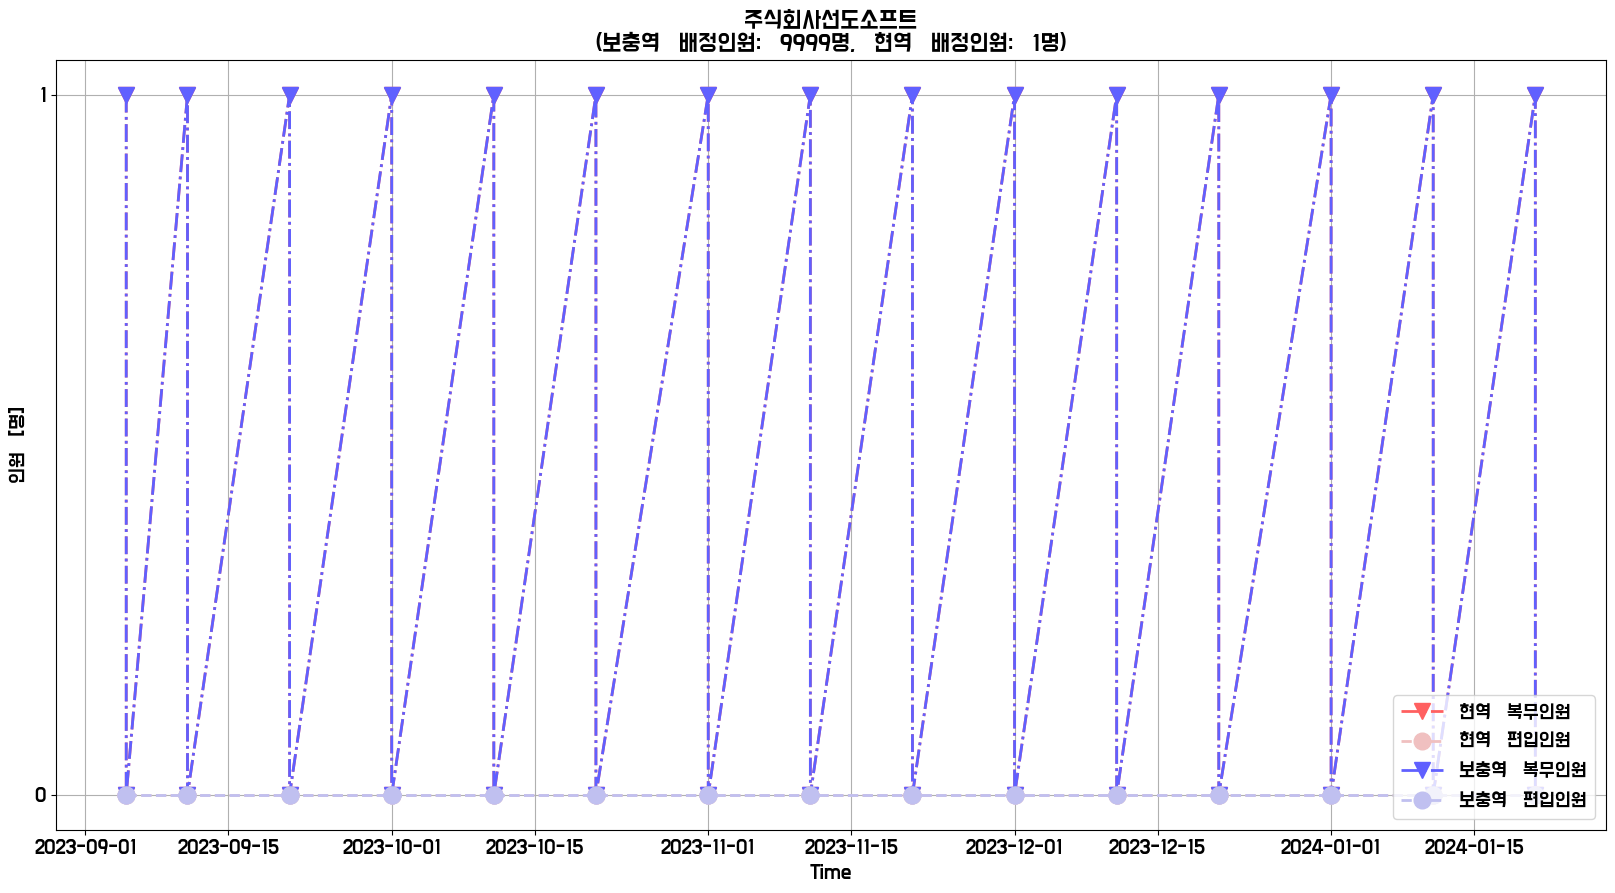 주식회사선도소프트
(보충역 배정인원: 9999명, 현역 배정인원: 1명)
1
인원 [명]
0
현역 복무인원
현역 편입인원
보충역 복무인원
보충역 편입인원
2023-09-01 2023-09-15 2023-10-01 2023-10-15 2023-11-01 2023-11-15 2023-12-01 2023-12-15 2024-01-01 2024-01-15
Time